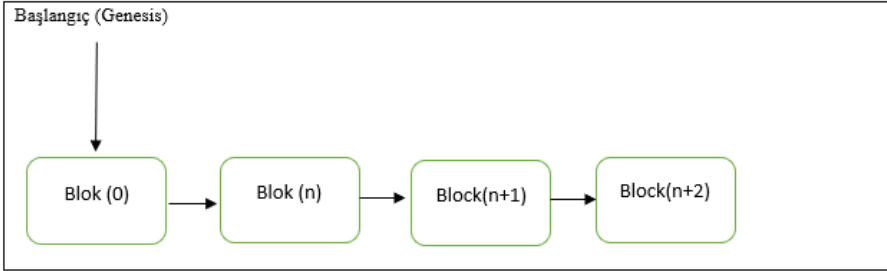 Başlangıç (Genesis)
Blok (0)
Blok (n)
Block(n+1)
Block(n+2)